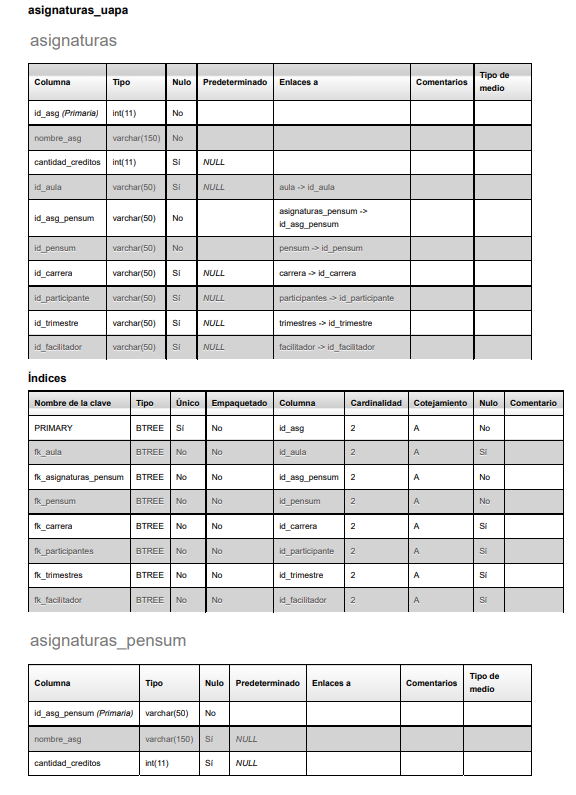 asignaturas_uapa
asignaturas
Columna Tipo Nulo Predeterminado Enlaces a Comentarios Tipo de medio
id_asg (Primaria) int(11) No
nombre_asg varchar(150) No
cantidad_creditos int(11) Sí NULL
id_aula varchar(50) Sí NULL aula -> id_aula
id_asg_pensum varchar(50) No asignaturas_pensum -> id_asg_pensum
id_pensum varchar(50) No pensum -> id_pensum
id_carrera varchar(50) Sí NULL carrera -> id_carrera
id_participante varchar(50) Sí NULL participantes -> id_participante
id_trimestre varchar(50) Sí NULL trimestres -> id_trimestre
id_facilitador varchar(50) Sí NULL facilitador -> id_facilitador
Índices
Nombre de la clave Tipo Único Empaquetado Columna Cardinalidad Cotejamiento Nulo Comentario
PRIMARY BTREE Sí No id_asg 2 A No
fk_aula BTREE No No id_aula 2 A Sí
fk_asignaturas_pensum BTREE No No id_asg_pensum 2 A No
fk_pensum BTREE No No id_pensum 2 A No
fk_carrera BTREE No No id_carrera 2 A Sí
fk_participantes BTREE No No id_participante 2 A Sí
fk_trimestres BTREE No No id_trimestre 2 A Sí
fk_facilitador BTREE No No id_facilitador 2 A Sí
asignaturas_pensum
Columna Tipo Nulo Predeterminado Enlaces a Comentarios Tipo de medio
id_asg_pensum (Primaria) varchar(50) No
nombre_asg varchar(150) Sí NULL
cantidad_creditos int(11) Sí NULL